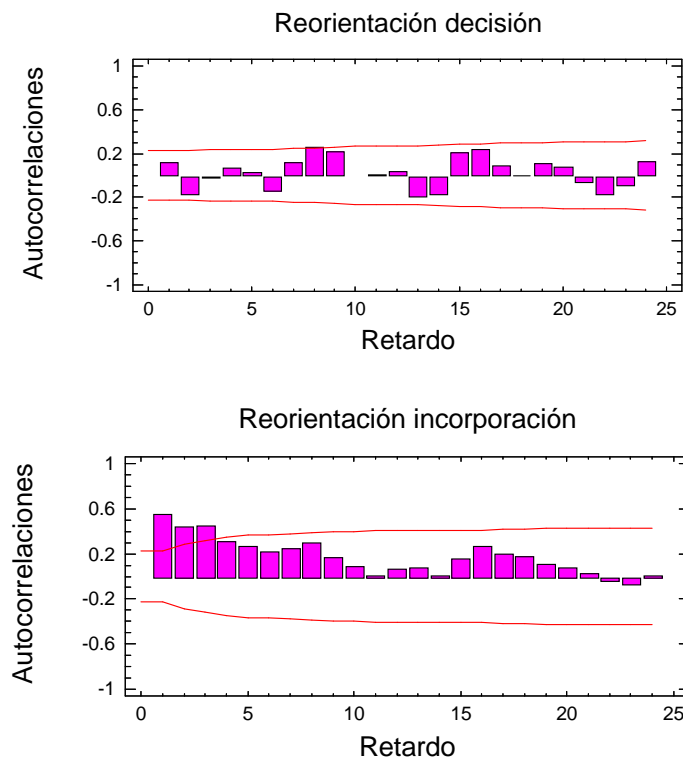 Reorientación decisión
Autocorrelaciones
1
0.6
0.2
-0.2
-0.6
-1
0 5 10 15 20 25
Retardo
Reorientación incorporación
Autocorrelaciones
1
0.6
0.2
-0.2
-0.6
-1
0 5 10 15 20 25
Retardo